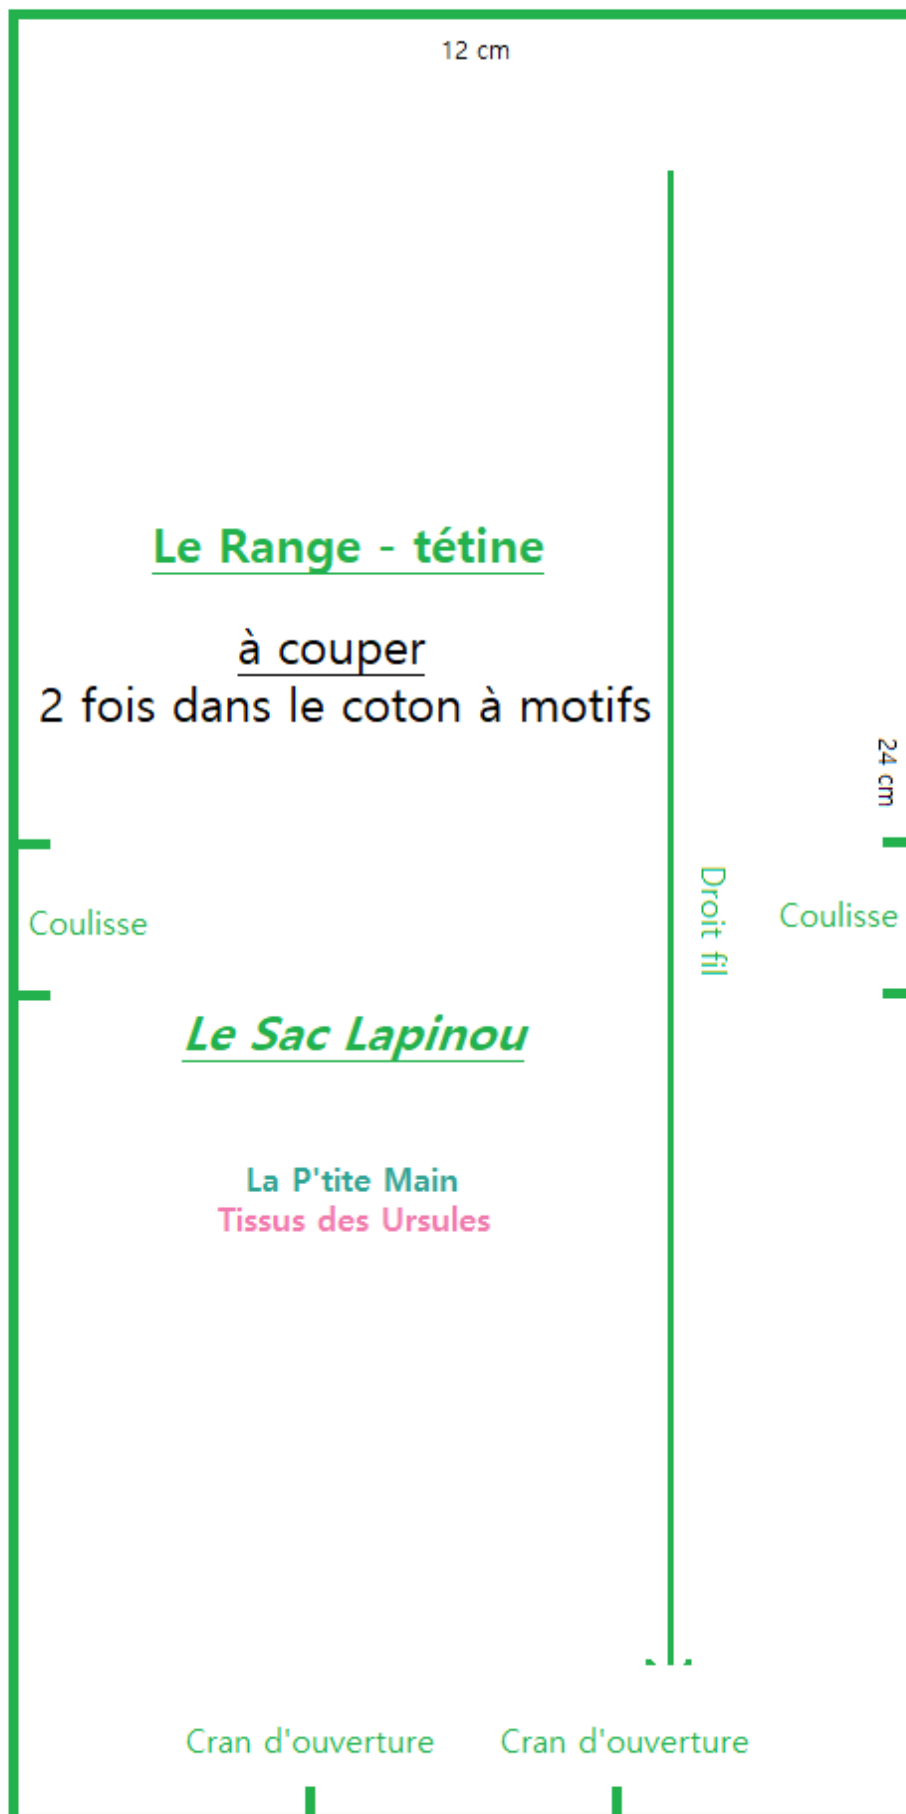 12 cm
Le Range - tétine
à couper
2 fois dans le coton à motifs
24 cm
Droit fil
Coulisse
Coulisse
Le Sac Lapinou
La P'tite Main
Tissus des Ursules
Cran d'ouverture
Cran d'ouverture